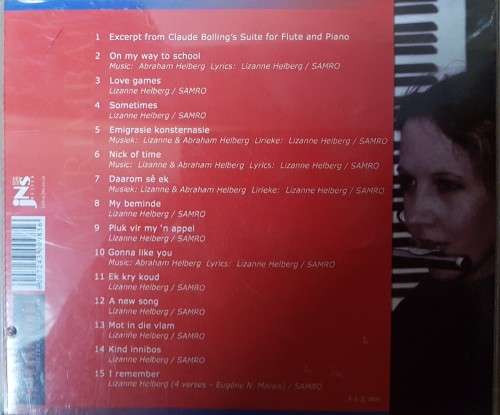 1 Excerpt from Claude Bolling's Suite for Flute and Piano
2 On my way to school
Music: Abraham Helberg Lyrics: Lizanne Helberg / SAMRO
3 Love games
Lizanne Helberg / SAMRO
4 Sometimes
Lizanne Helberg / SAMRO
5 Emigrasie konsternasie
Musiek: Lizanne & Abraham Helberg Lirieke: Lizanne Helberg / SAMRO
6 Nick of time
Music: Lizanne & Abraham Helberg Lyrics: Lizanne Helberg / SAMRO
7 Daarom sê ek
Musiek: Lizanne & Abraham Helberg Lirieke: Lizanne Helberg / SAMRO
8 My beminde
Lizanne Helberg / SAMRO
9 Pluk vir my 'n appel
Lizanne Helberg / SAMRO
10 Gonna like you
Music: Abraham Helberg Lyrics: Lizanne Helberg / SAMRO
11 Ek kry koud
Lizanne Helberg / SAMRO
12 A new song
Lizanne Helberg / SAMRO
13 Mot in die vlam
Lizanne Helberg / SAMRO
14 Kind innibos
Lizanne Helberg / SAMRO
15 I remember
Lizanne Helberg (4 verses - Eugène N. Marais) / SAMRO
jns